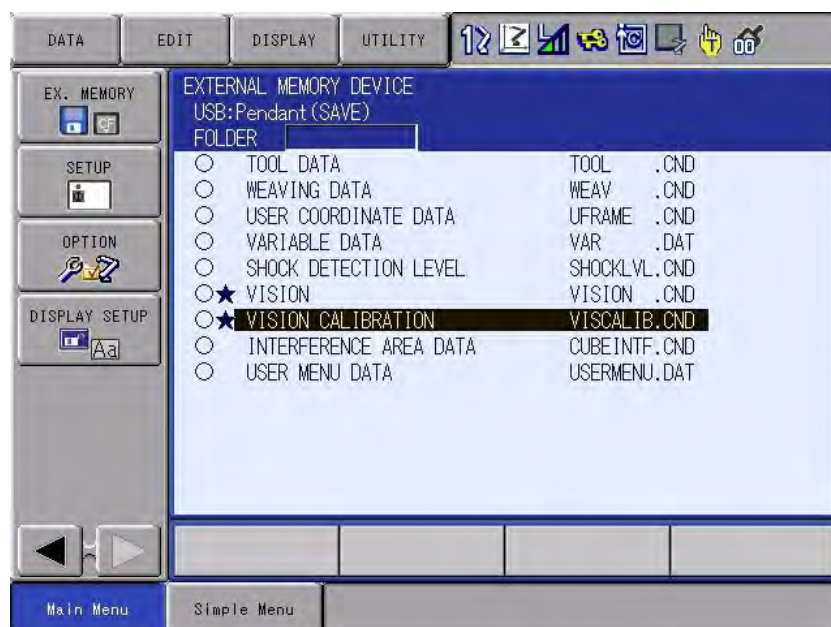 DATA EDIT DISPLAY UTILITY
EX. MEMORY
CF
SETUP
OPTION
DISPLAY SETUP
Aa
EXTERNAL MEMORY DEVICE
USB:Pendant(SAVE)
FOLDER
TOOL DATA TOOL .CND
WEAVING DATA WEAV .CND
USER COORDINATE DATA UFRAME .CND
VARIABLE DATA VAR .DAT
SHOCK DETECTION LEVEL SHOCKLVL.CND
★ VISION VISION .CND
★ VISION CALIBRATION VISCALIB.CND
INTERFERENCE AREA DATA CUBEINTF.CND
USER MENU DATA USERMENU.DAT
Main Menu Simple Menu